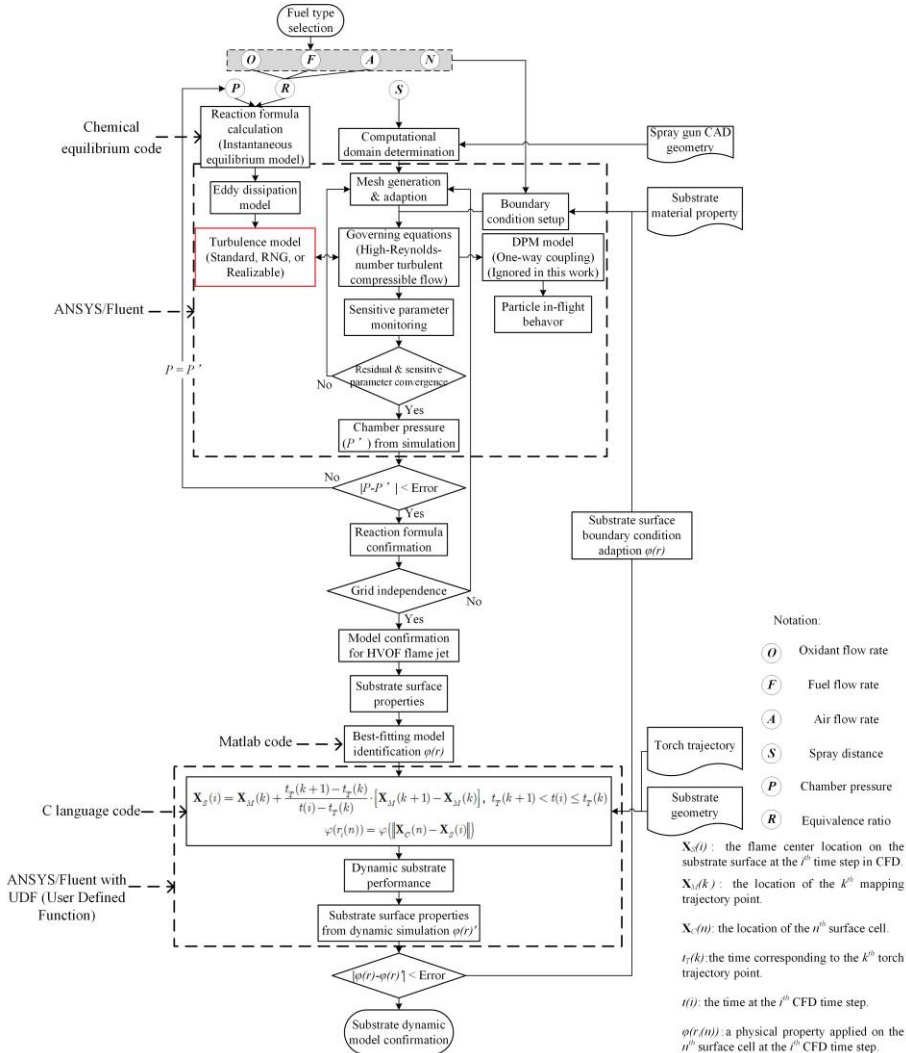 Fuel type
selection
O F A N
P R S
Reaction formula
calculation
(Instantaneous
equilibrium model)
Chemical
equilibrium code
Computational
domain determination
Spray gun CAD
geometry
Eddy dissipation
model
Mesh generation
& adaption
Boundary
condition setup
Substrate
material property
Turbulence model
(Standard, RNG, or
Realizable)
Governing equations
(High-Reynolds-
number turbulent
compressible flow)
DPM model
(One-way coupling)
(Ignored in this work)
ANSYS/Fluent
Sensitive parameter
monitoring
Particle in-flight
behavor
P = P ′
No
Residual & sensitive
parameter convergence
Yes
Chamber pressure
(P ′ ) from simulation
No
|P-P ′ | < Error
Yes
Reaction formula
confirmation
Substrate surface
boundary condition
adaption φ(r)
Grid independence
No
Yes
Model confirmation
for HVOF flame jet
Substrate surface
properties
Matlab code
Best-fitting model
identification φ(r)
Torch trajectory
C language code
X_S(i) = X_M(k) + (t_T(k+1) − t_T(k)) / (t(i) − t_T(k)) · [X_M(k+1) − X_M(k)], t_T(k+1) < t(i) ≤ t_T(k)
φ(r_i(n)) = φ(‖X_C(n) − X_S(i)‖)
Substrate
geometry
ANSYS/Fluent with
UDF (User Defined
Function)
Dynamic substrate
performance
Substrate surface properties
from dynamic simulation φ(r)'
|φ(r)-φ(r)'| < Error
Substrate dynamic
model confirmation
Notation:
O Oxidant flow rate
F Fuel flow rate
A Air flow rate
S Spray distance
P Chamber pressure
R Equivalence ratio
X_S(i) : the flame center location on the
substrate surface at the i^th time step in CFD.
X_M(k) : the location of the k^th mapping
trajectory point.
X_C(n): the location of the n^th surface cell.
t_T(k):the time corresponding to the k^th torch
trajectory point.
t(i): the time at the i^th CFD time step.
φ(r_i(n)):a physical property applied on the
n^th surface cell at the i^th CFD time step.